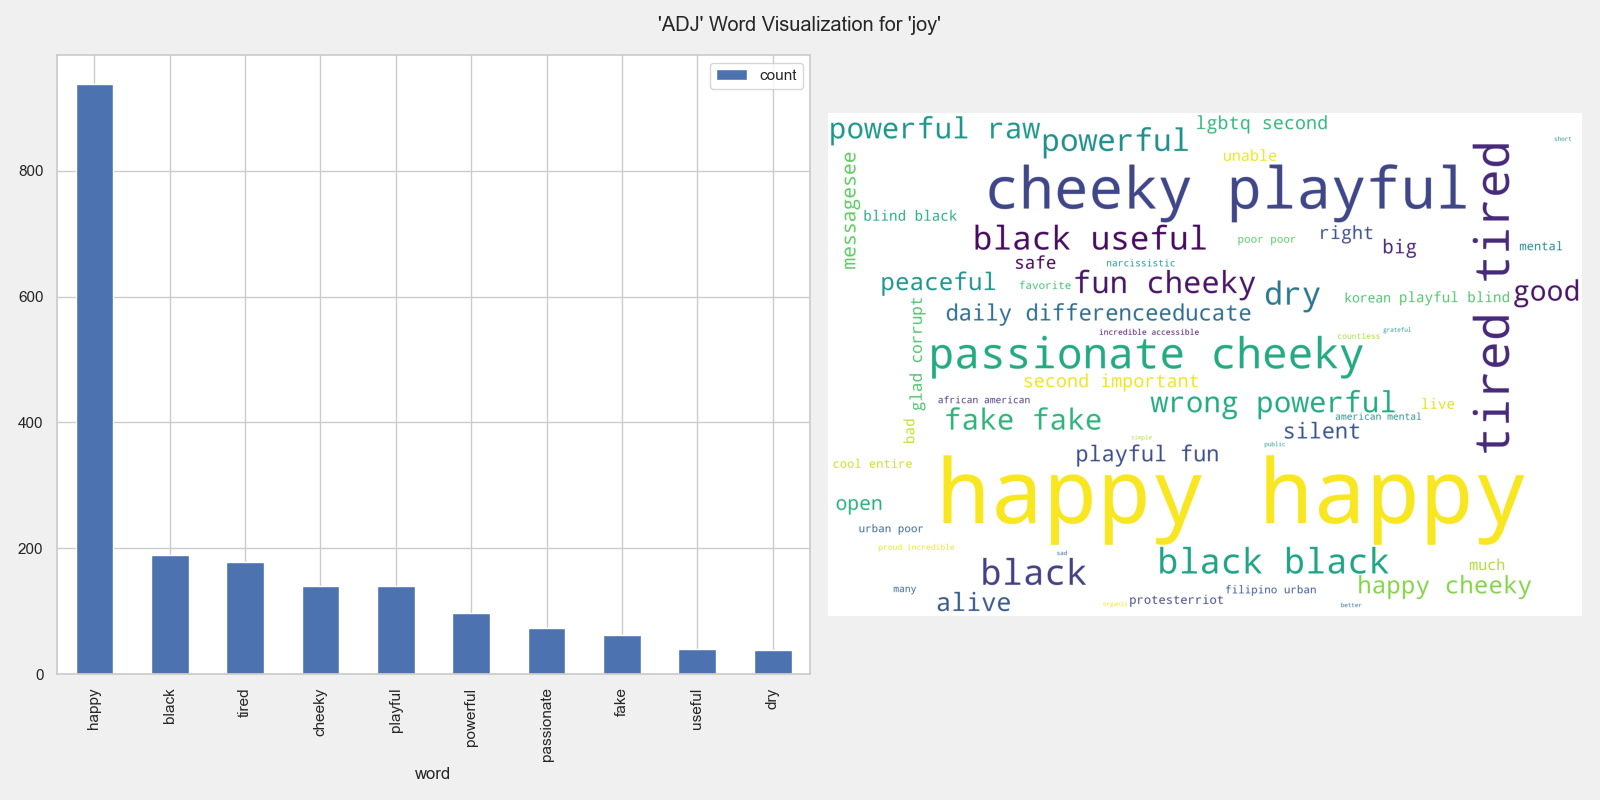 'ADJ' Word Visualization for 'joy'
count
800
600
400
200
0
happy
black
tired
cheeky
playful
powerful
passionate
fake
useful
dry
word
powerful raw
powerful
lgbtq second
short
unable
messagesee
cheeky playful
tired tired
blind black
black useful
poor poor
right
big
mental
safe
narcissistic
peaceful
favorite
fun cheeky
dry
korean playful blind
good
glad corrupt
daily differenceeducate
incredible accessible
countless
grateful
passionate cheeky
second important
african american
wrong powerful
live
bad
fake fake
american mental
silent
simple
public
playful fun
cool entire
happy happy
open
urban poor
proud incredible
sad
black
black black
much
happy cheeky
many
filipino urban
alive
organic
protesterriot
better